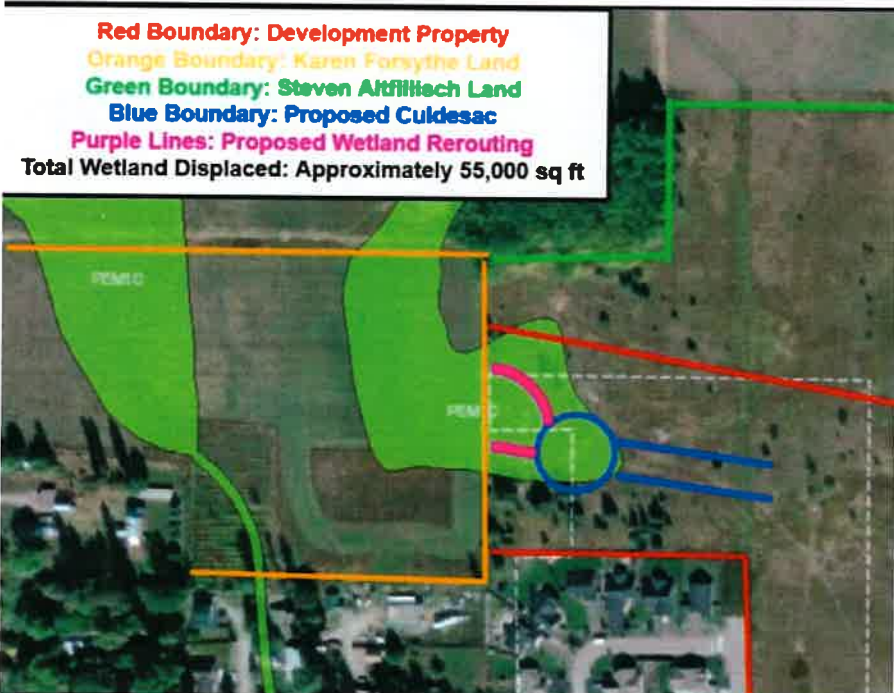 Red Boundary: Development Property
Orange Boundary: Karen Forsythe Land
Green Boundary: Steven Altfillisch Land
Blue Boundary: Proposed Culdesac
Purple Lines: Proposed Wetland Rerouting
Total Wetland Displaced: Approximately 55,000 sq ft
PEM1C
PEM1C